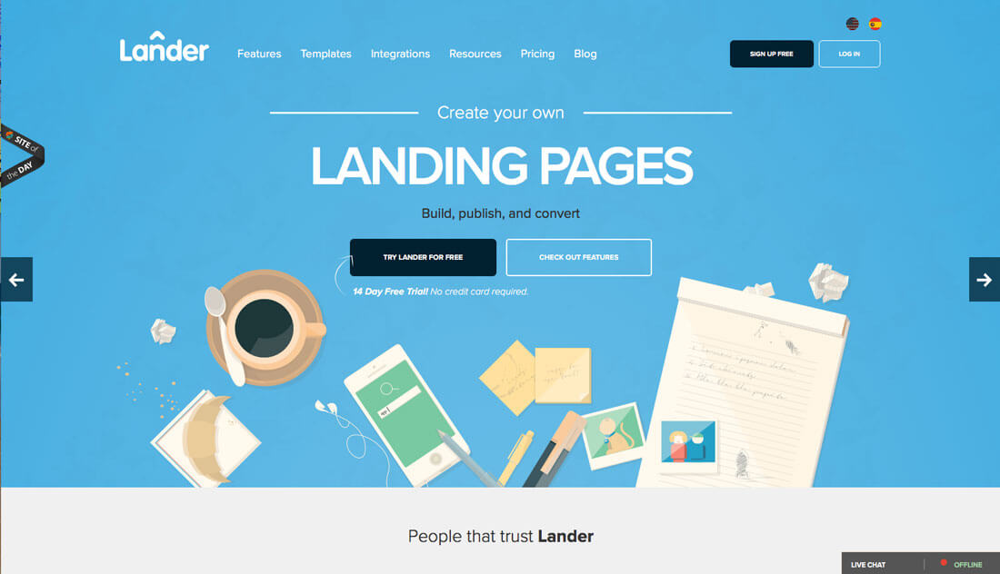 Lander
Features Templates Integrations Resources Pricing Blog
SIGN UP FREE LOG IN
SITE of
the DAY
Create your own
LANDING PAGES
Build, publish, and convert
TRY LANDER FOR FREE CHECK OUT FEATURES
14 Day Free Trial! No credit card required.
People that trust Lander
LIVE CHAT OFFLINE